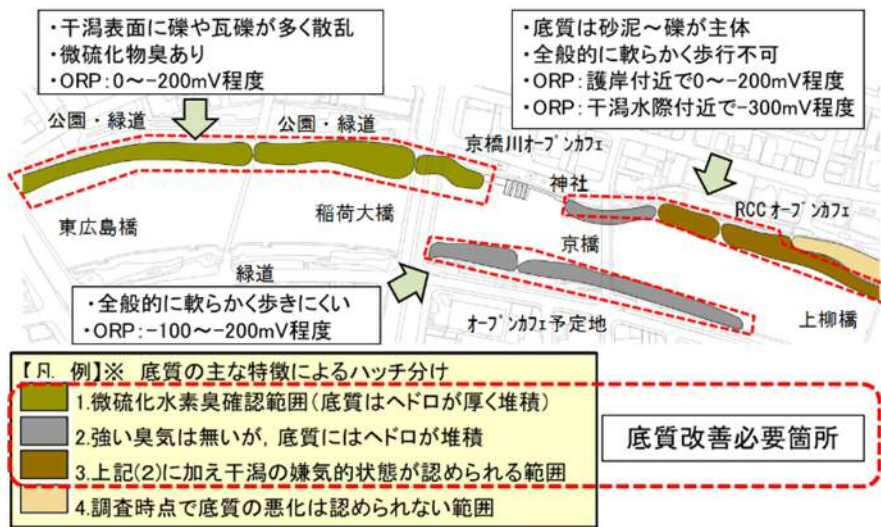 ・干潟表面に礫や瓦礫が多く散乱
・微硫化物臭あり
・ORP：0～-200mV程度
・底質は砂泥～礫が主体
・全般的に軟らかく歩行不可
・ORP：護岸付近で0～-200mV程度
・ORP：干潟水際付近で-300mV程度
公園・緑道
公園・緑道
京橋川オープンカフェ
神社
RCCオープンカフェ
東広島橋
稲荷大橋
京橋
緑道
上柳橋
オープンカフェ予定地
・全般的に軟らかく歩きにくい
・ORP：-100～-200mV程度
【凡 例】※ 底質の主な特徴によるハッチ分け
1.微硫化水素臭確認範囲（底質はヘドロが厚く堆積）
2.強い臭気は無いが，底質にはヘドロが堆積
3.上記(2)に加え干潟の嫌気的状態が認められる範囲
4.調査時点で底質の悪化は認められない範囲
底質改善必要箇所